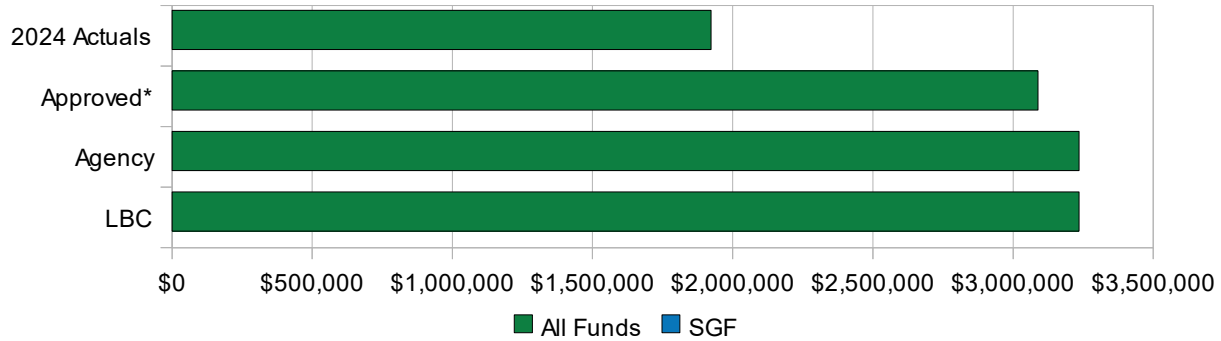 2024 Actuals
Approved*
Agency
LBC
$0 $500,000 $1,000,000 $1,500,000 $2,000,000 $2,500,000 $3,000,000 $3,500,000
All Funds SGF